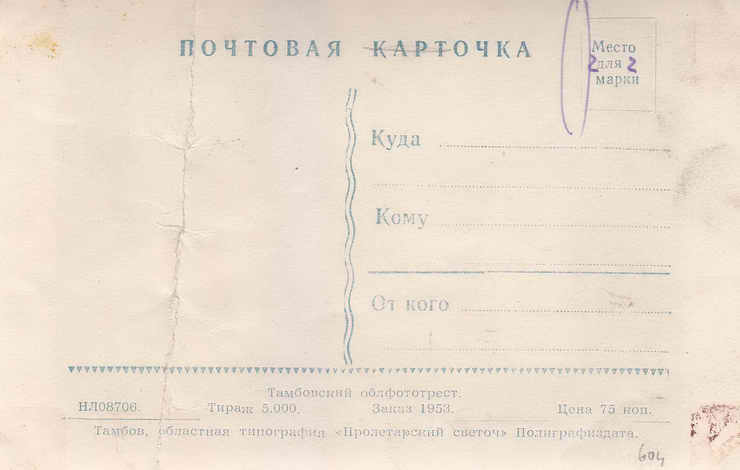 ПОЧТОВАЯ КАРТОЧКА
Место
для
марки
2 2
Куда
Кому
От кого
Тамбовский облфототрест.
НЛ08706. Тираж 5.000. Заказ 1953. Цена 75 коп.
Тамбов, областная типография «Пролетарский светоч» Полиграфиздата.
604